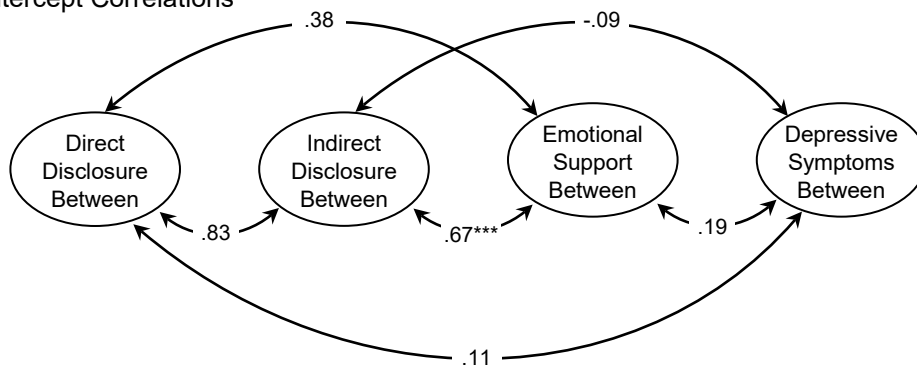 ntercept Correlations
.38
-.09
Direct
Disclosure
Between
Indirect
Disclosure
Between
Emotional
Support
Between
Depressive
Symptoms
Between
.83
.67***
.19
.11